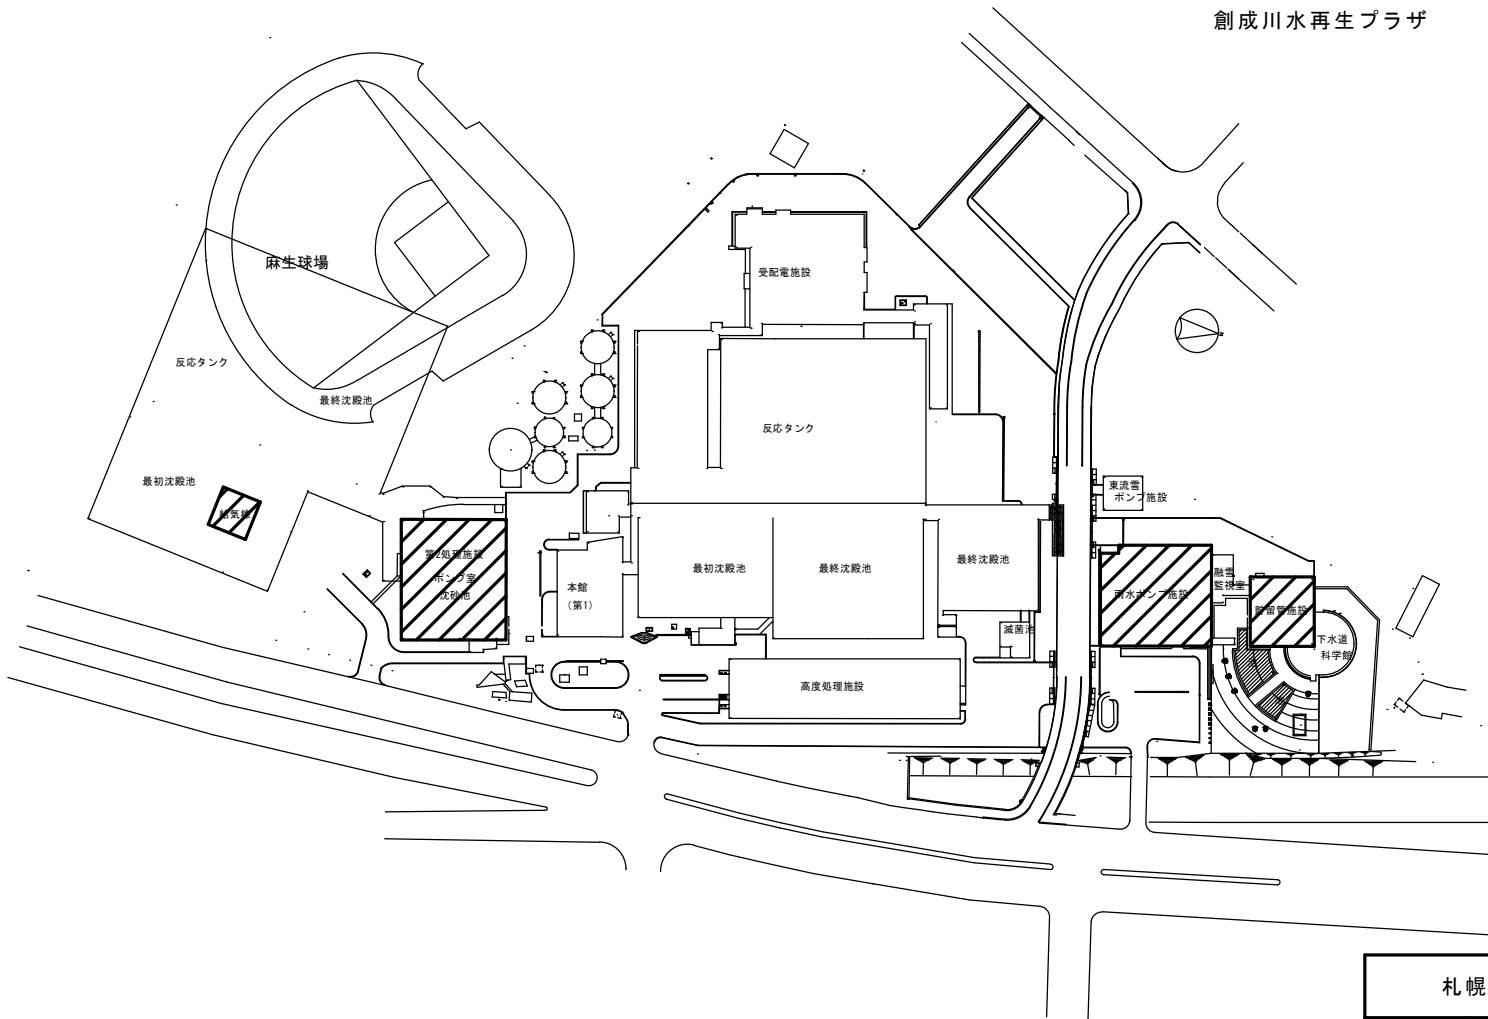 創成川水再生プラザ
麻生球場
受配電施設
反応タンク
最終沈殿池
反応タンク
最初沈殿池
給気棟
東流雪
ポンプ施設
第2処理施設
ポンプ室
沈砂池
本館
(第1)
最初沈殿池
最終沈殿池
最終沈殿池
滅菌池
高度処理施設
雨水ポンプ施設
融雪
監視室
貯留管施設
下水道
科学館
札幌